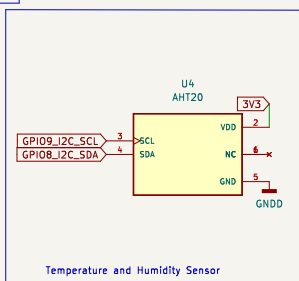 U4
AHT20
3V3
GPIO9_I2C_SCL 3 SCL VDD 2
GPIO8_I2C_SDA 4 SDA NC 6
GND 5
GNDD
Temperature and Humidity Sensor